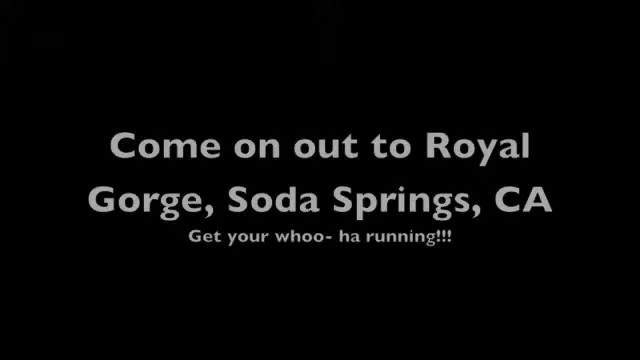 Come on out to Royal
Gorge, Soda Springs, CA
Get your whoo- ha running!!!